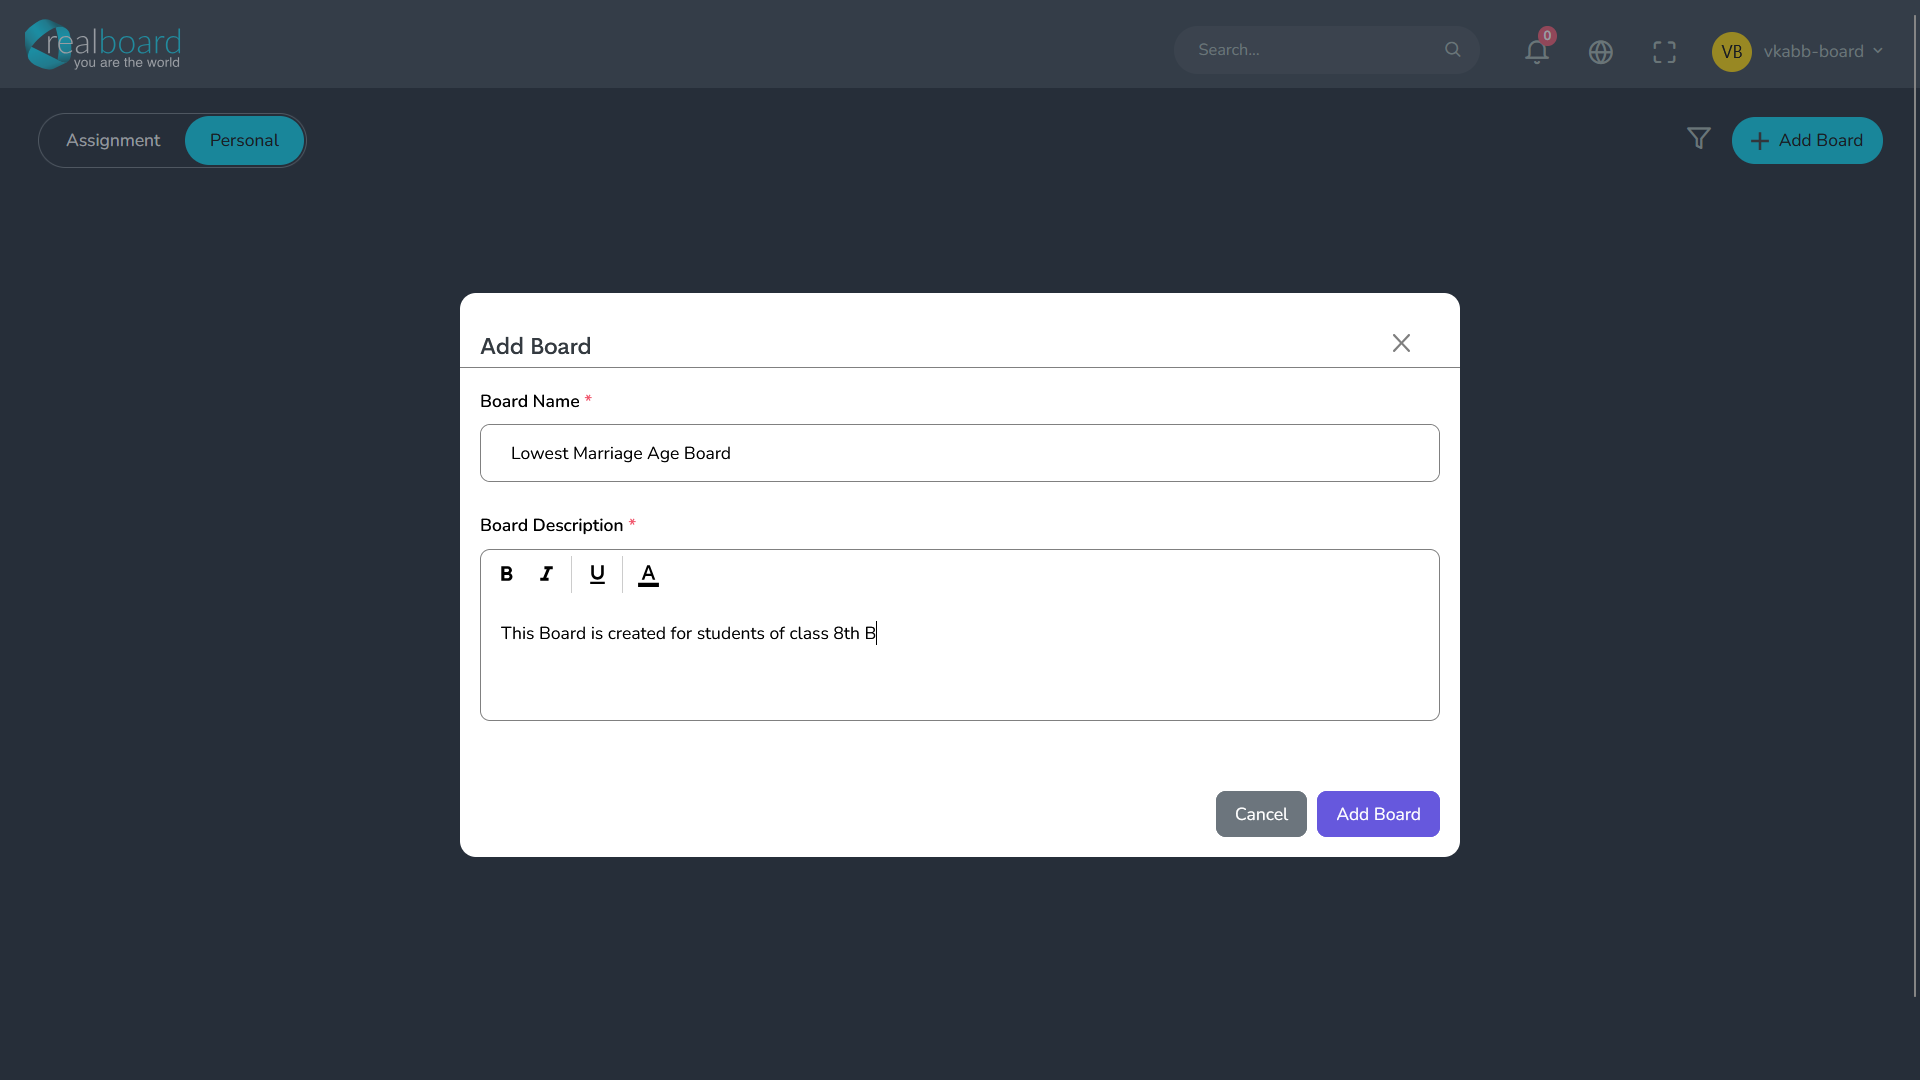 realboard
you are the world
Search...
0
VB
vkabb-board
Assignment
Personal
Add Board
Add Board
Board Name *
Lowest Marriage Age Board
Board Description *
B I U A
This Board is created for students of class 8th B
Cancel
Add Board